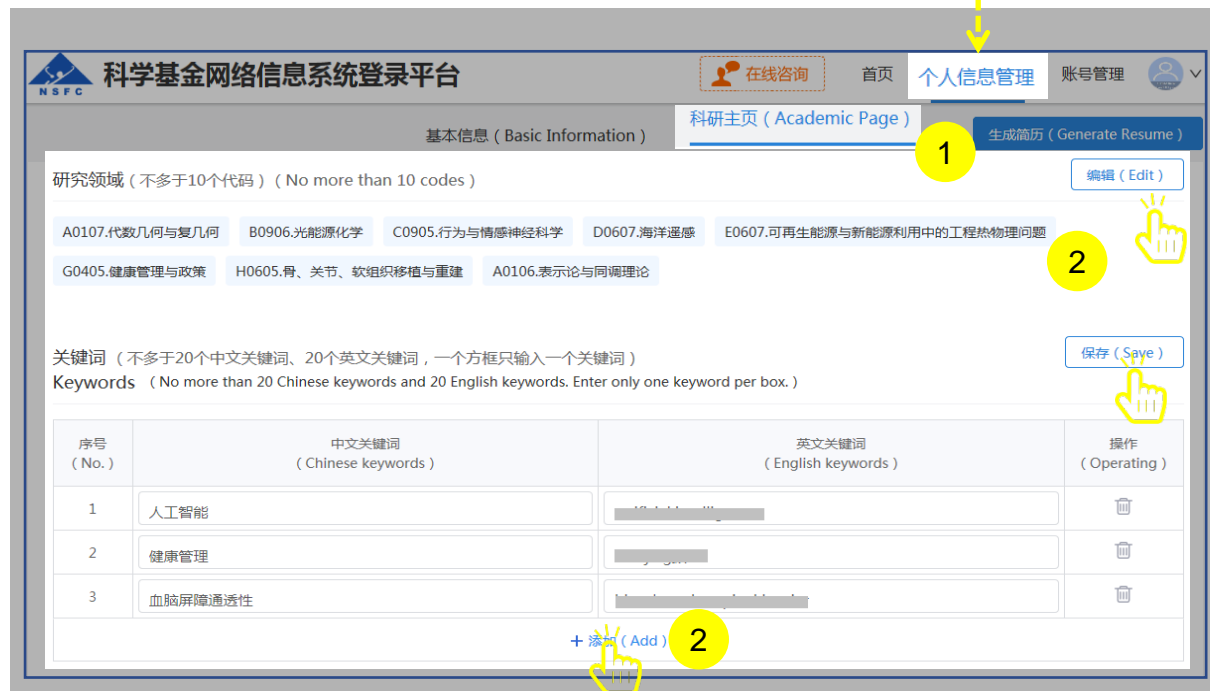 NSFC 科学基金网络信息系统登录平台 在线咨询 首页 个人信息管理 账号管理
基本信息（Basic Information） 科研主页（Academic Page） 1 生成简历（Generate Resume）
研究领域（不多于10个代码）（No more than 10 codes） 编辑（Edit）
A0107.代数几何与复几何 B0906.光能源化学 C0905.行为与情感神经科学 D0607.海洋遥感 E0607.可再生能源与新能源利用中的工程热物理问题
2
G0405.健康管理与政策 H0605.骨、关节、软组织移植与重建 A0106.表示论与同调理论
关键词（不多于20个中文关键词、20个英文关键词，一个方框只输入一个关键词） 保存（Save）
Keywords （No more than 20 Chinese keywords and 20 English keywords. Enter only one keyword per box.）
序号 中文关键词 英文关键词 操作
（No.） （Chinese keywords） （English keywords） （Operating）
1 人工智能
2 健康管理
3 血脑屏障通透性
+ 添加（Add） 2